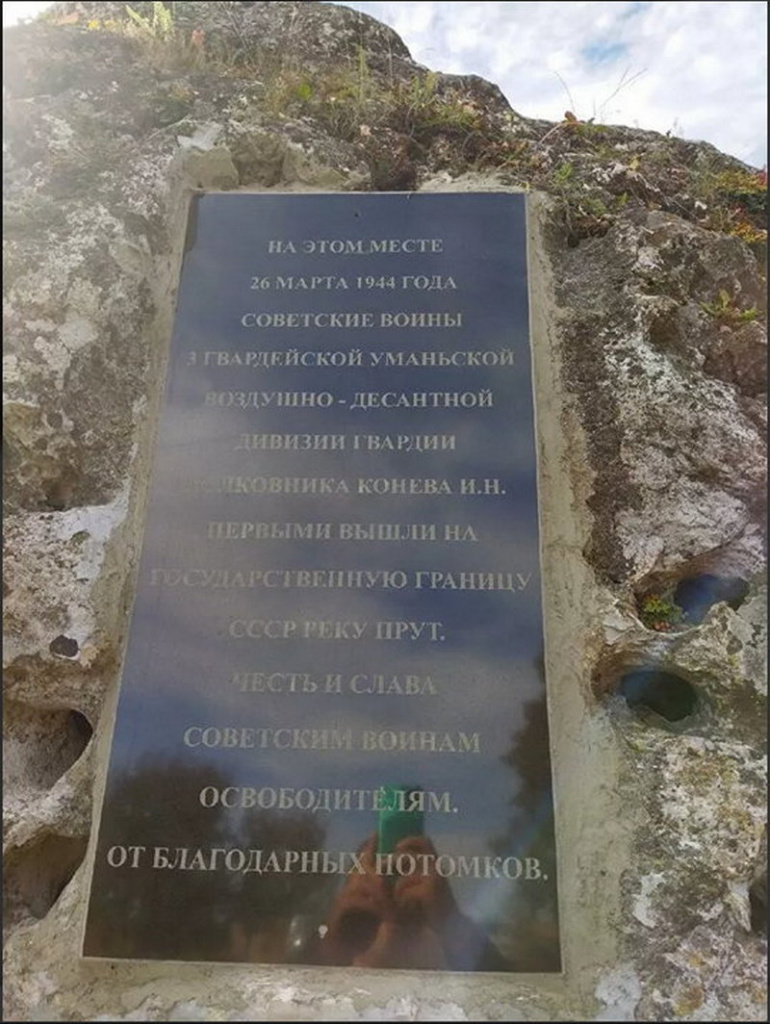 НА ЭТОМ МЕСТЕ
26 МАРТА 1944 ГОДА
СОВЕТСКИЕ ВОИНЫ
3 ГВАРДЕЙСКОЙ УМАНЬСКОЙ
ВОЗДУШНО - ДЕСАНТНОЙ
ДИВИЗИИ ГВАРДИИ
ПОЛКОВНИКА КОНЕВА И.Н.
ПЕРВЫМИ ВЫШЛИ НА
ГОСУДАРСТВЕННУЮ ГРАНИЦУ
СССР РЕКУ ПРУТ.
ЧЕСТЬ И СЛАВА
СОВЕТСКИМ ВОИНАМ
ОСВОБОДИТЕЛЯМ.
ОТ БЛАГОДАРНЫХ ПОТОМКОВ.